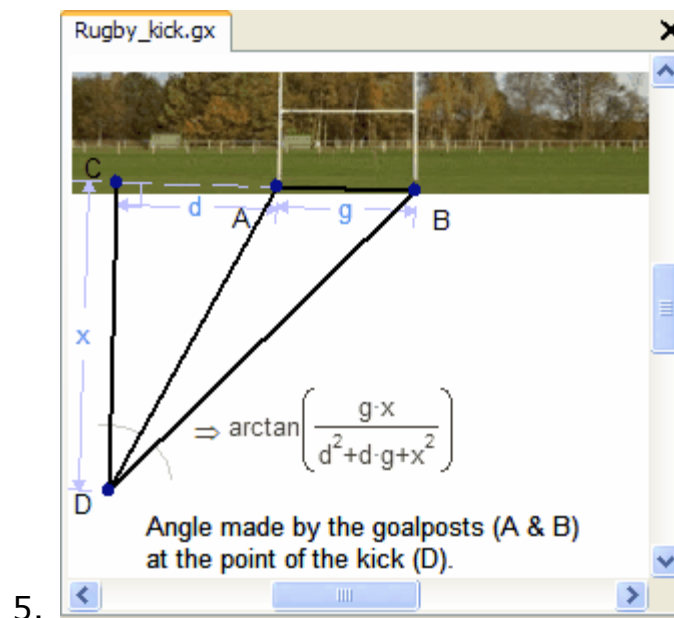 Rugby_kick.gx
C
d
A
g
B
x
⇒ arctan(g·x / d²+d·g+x²)
D
Angle made by the goalposts (A & B)
at the point of the kick (D).
5.